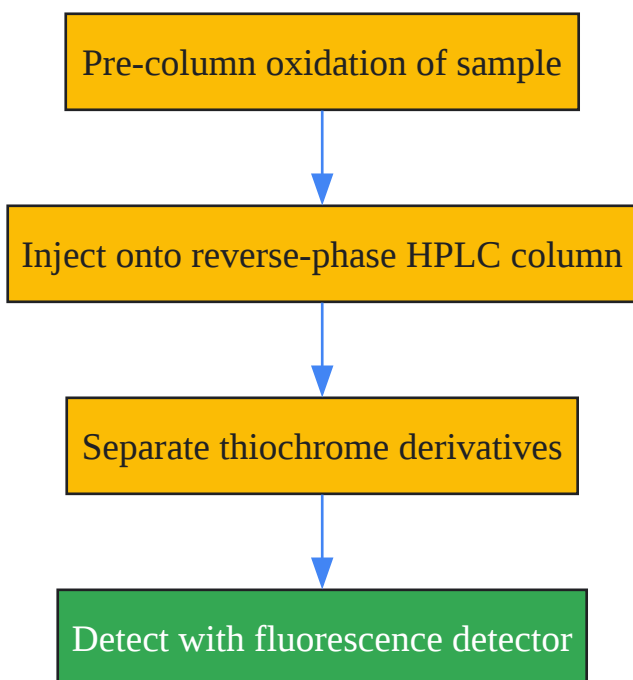 Pre-column oxidation of sample
Inject onto reverse-phase HPLC column
Separate thiochrome derivatives
Detect with fluorescence detector